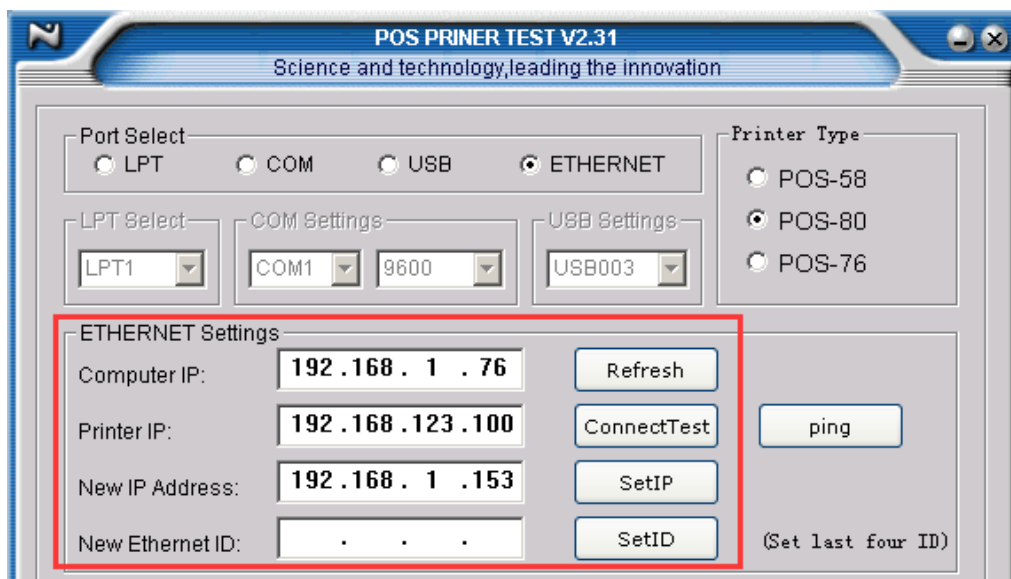 POS PRINER TEST V2.31
Science and technology,leading the innovation
Port Select
LPT COM USB ETHERNET
Printer Type
POS-58
POS-80
POS-76
LPT Select
LPT1
COM Settings
COM1 9600
USB Settings
USB003
ETHERNET Settings
Computer IP: 192.168. 1 .76 Refresh
Printer IP: 192.168.123.100 ConnectTest ping
New IP Address: 192.168. 1 .153 SetIP
New Ethernet ID: . . . SetID (Set last four ID)